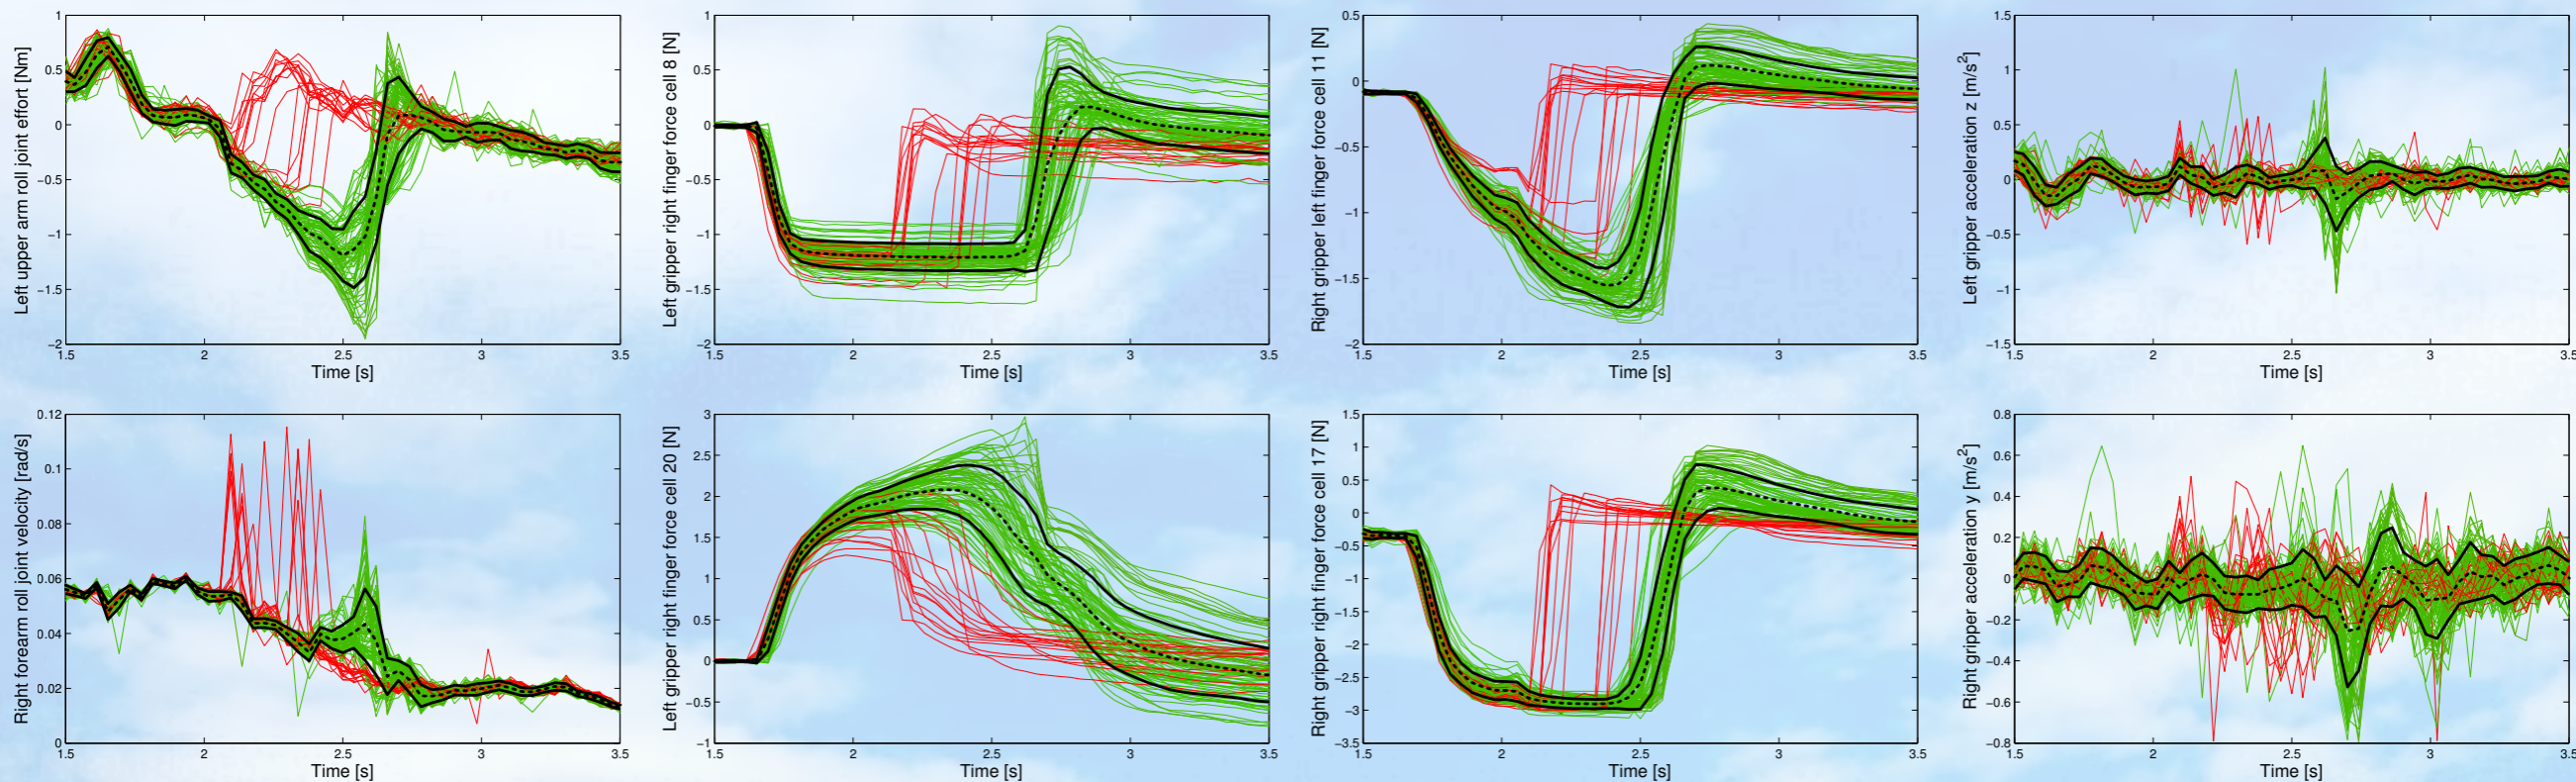 Left upper arm roll joint effort [Nm]
1
0.5
0
−0.5
−1
−1.5
−2
1.5 2 2.5 3 3.5
Time [s]
Left gripper right finger force cell 8 [N]
1
0.5
0
−0.5
−1
−1.5
−2
1.5 2 2.5 3 3.5
Time [s]
Right gripper left finger force cell 11 [N]
0.5
0
−0.5
−1
−1.5
−2
1.5 2 2.5 3 3.5
Time [s]
Left gripper acceleration z [m/s²]
1.5
1
0.5
0
−0.5
−1
−1.5
1.5 2 2.5 3 3.5
Time [s]
Right forearm roll joint velocity [rad/s]
0.12
0.1
0.08
0.06
0.04
0.02
0
1.5 2 2.5 3 3.5
Time [s]
Left gripper right finger force cell 20 [N]
3
2.5
2
1.5
1
0.5
0
−0.5
−1
1.5 2 2.5 3 3.5
Time [s]
Right gripper right finger force cell 17 [N]
1.5
1
0.5
0
−0.5
−1
−1.5
−2
−2.5
−3
−3.5
1.5 2 2.5 3 3.5
Time [s]
Right gripper acceleration y [m/s²]
0.8
0.6
0.4
0.2
0
−0.2
−0.4
−0.6
−0.8
1.5 2 2.5 3 3.5
Time [s]